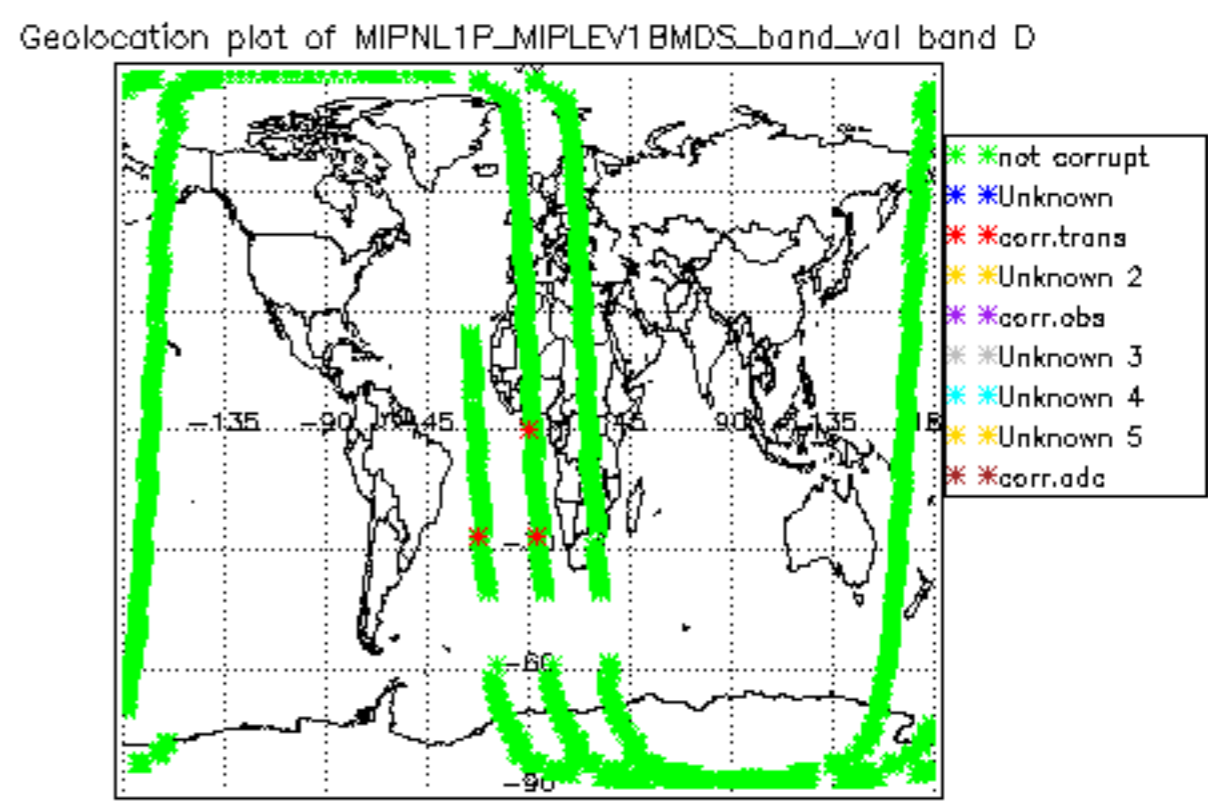 Geolocation plot of MIPNL1P_MIPLEV1BMDS_band_val band D
not corrupt
Unknown
corr.trans
Unknown 2
corr.obs
Unknown 3
Unknown 4
Unknown 5
corr.adc
-135 -90 -45 90 135
-60
-90